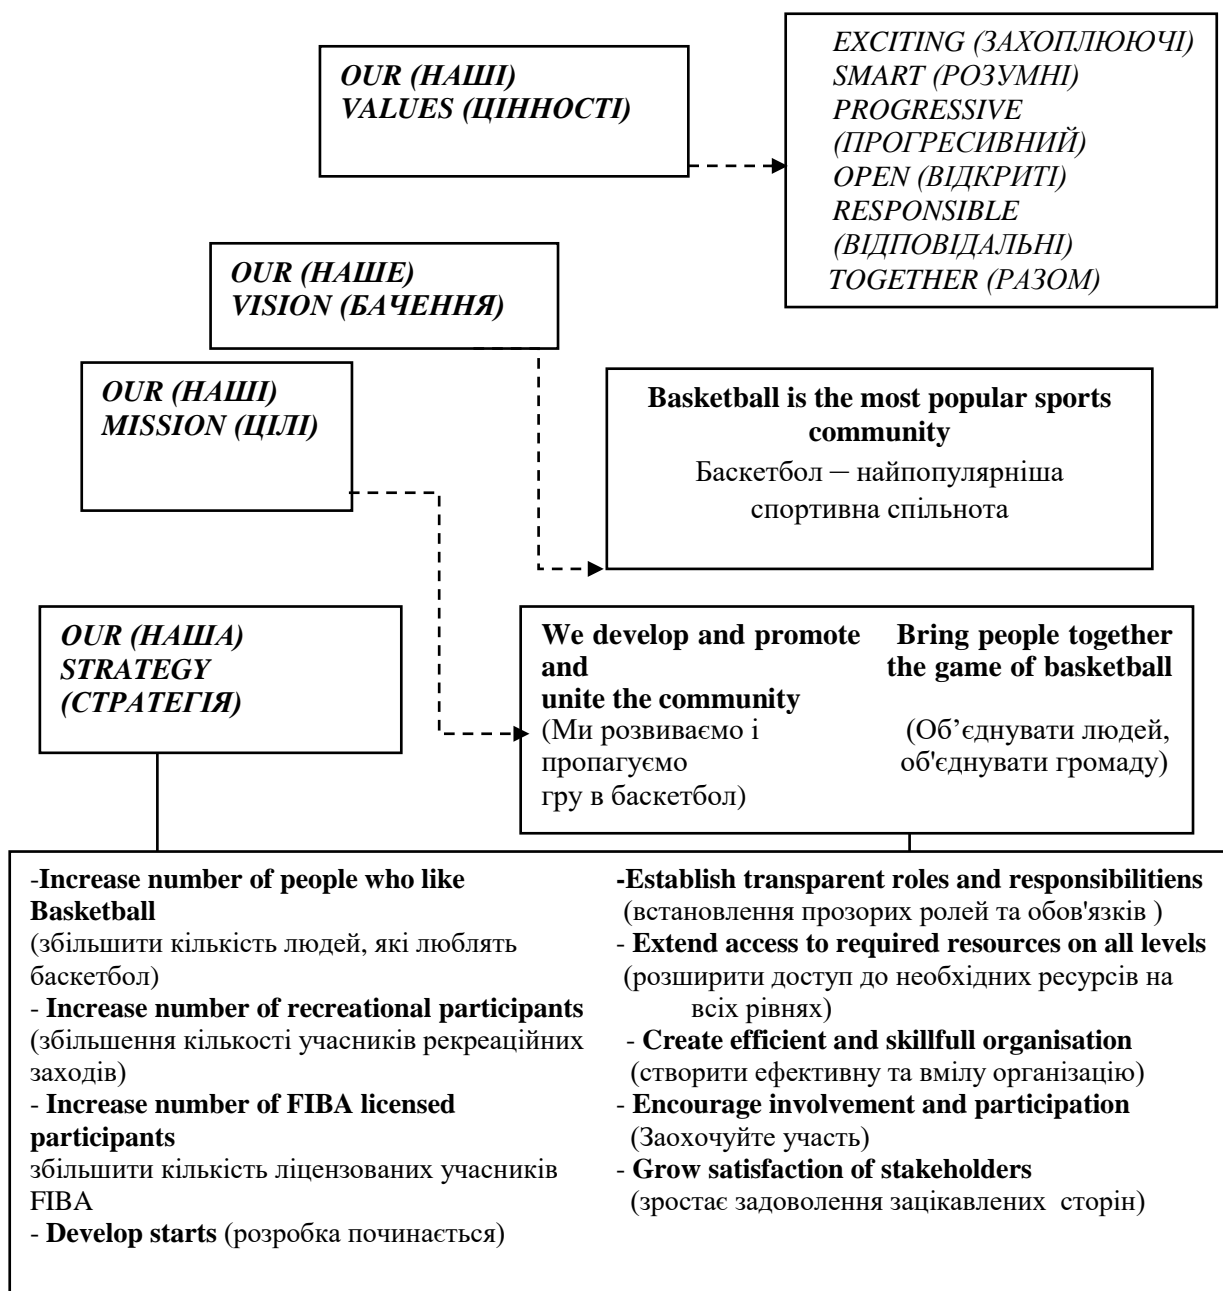 OUR (НАШІ)
VALUES (ЦІННОСТІ)
EXCITING (ЗАХОПЛЮЮЧІ)
SMART (РОЗУМНІ)
PROGRESSIVE
(ПРОГРЕСИВНИЙ)
OPEN (ВІДКРИТІ)
RESPONSIBLE
(ВІДПОВІДАЛЬНІ)
TOGETHER (РАЗОМ)
OUR (НАШЕ)
VISION (БАЧЕННЯ)
OUR (НАШІ)
MISSION (ЦІЛІ)
Basketball is the most popular sports
community
Баскетбол — найпопулярніша
спортивна спільнота
OUR (НАША)
STRATEGY
(СТРАТЕГІЯ)
We develop and promote
and
unite the community
(Ми розвиваємо і
пропагуємо
гру в баскетбол)
Bring people together
the game of basketball
(Об’єднувати людей,
об'єднувати громаду)
-Increase number of people who like
Basketball
(збільшити кількість людей, які люблять
баскетбол)
- Increase number of recreational participants
(збільшення кількості учасників рекреаційних
заходів)
- Increase number of FIBA licensed
participants
збільшити кількість ліцензованих учасників
FIBA
- Develop starts (розробка починається)
-Establish transparent roles and responsibilitiens
(встановлення прозорих ролей та обов'язків )
- Extend access to required resources on all levels
(розширити доступ до необхідних ресурсів на
всіх рівнях)
- Create efficient and skillfull organisation
(створити ефективну та вмілу організацію)
- Encourage involvement and participation
(Заохочуйте участь)
- Grow satisfaction of stakeholders
(зростає задоволення зацікавлених сторін)